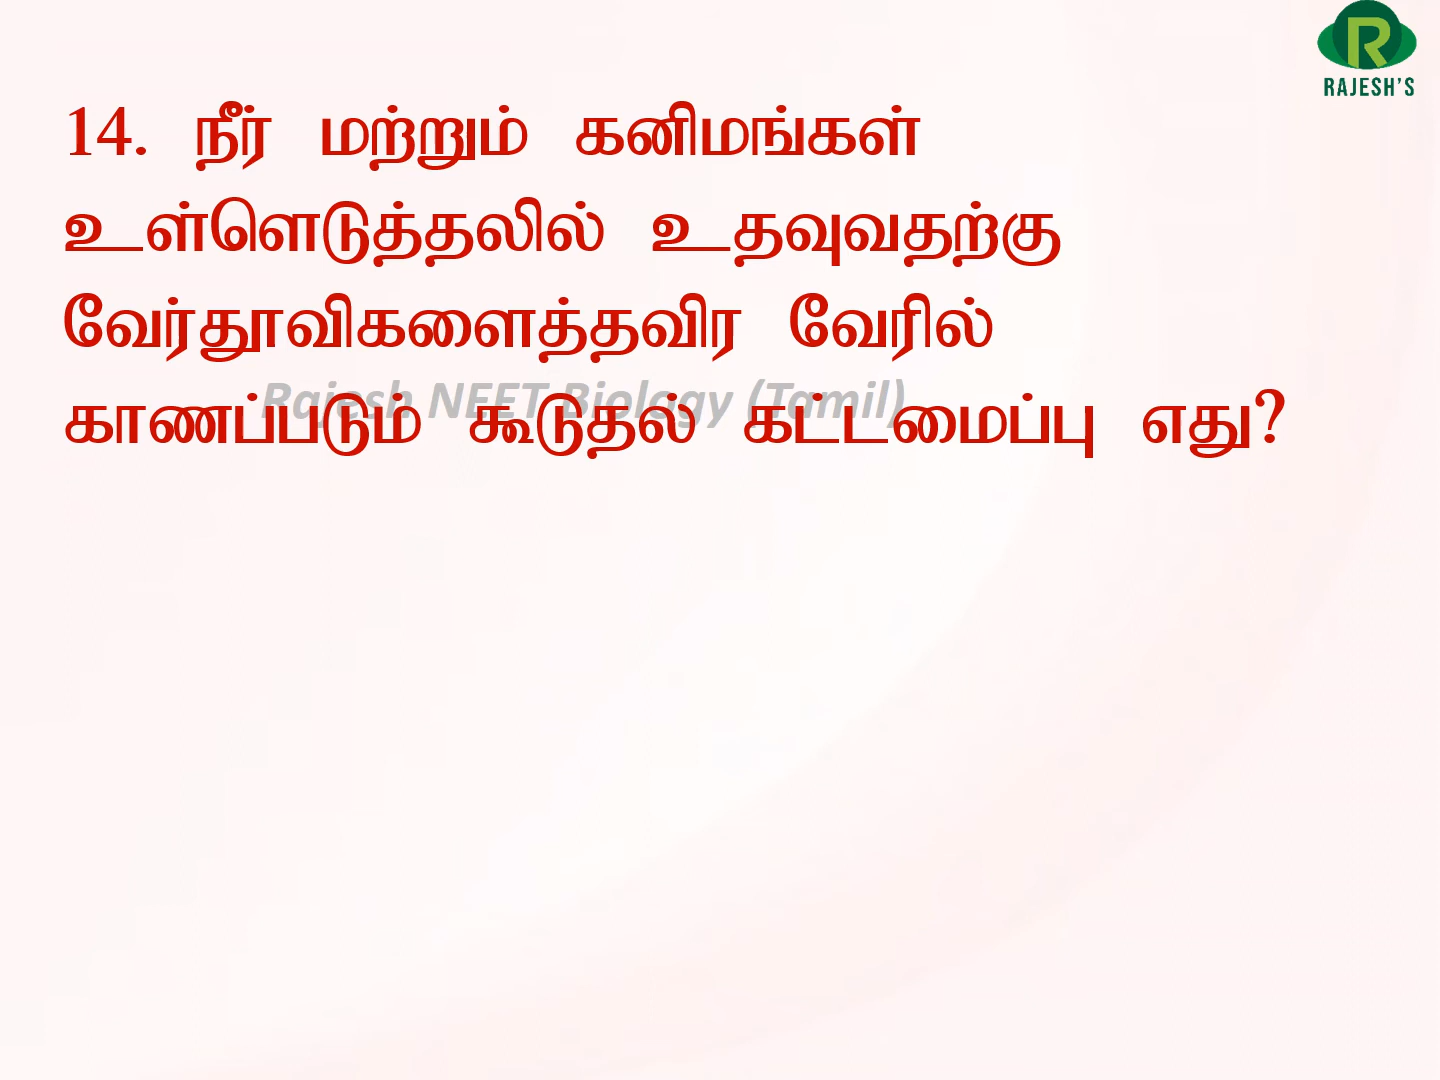 RAJESH'S
14. நீர் மற்றும் கனிமங்கள்
உள்ளெடுத்தலில் உதவுவதற்கு
வேர்தூவிகளைத்தவிர வேரில்
காணப்படும் கூடுதல் கட்டமைப்பு எது?
Rajesh NEET Biology (Tamil)